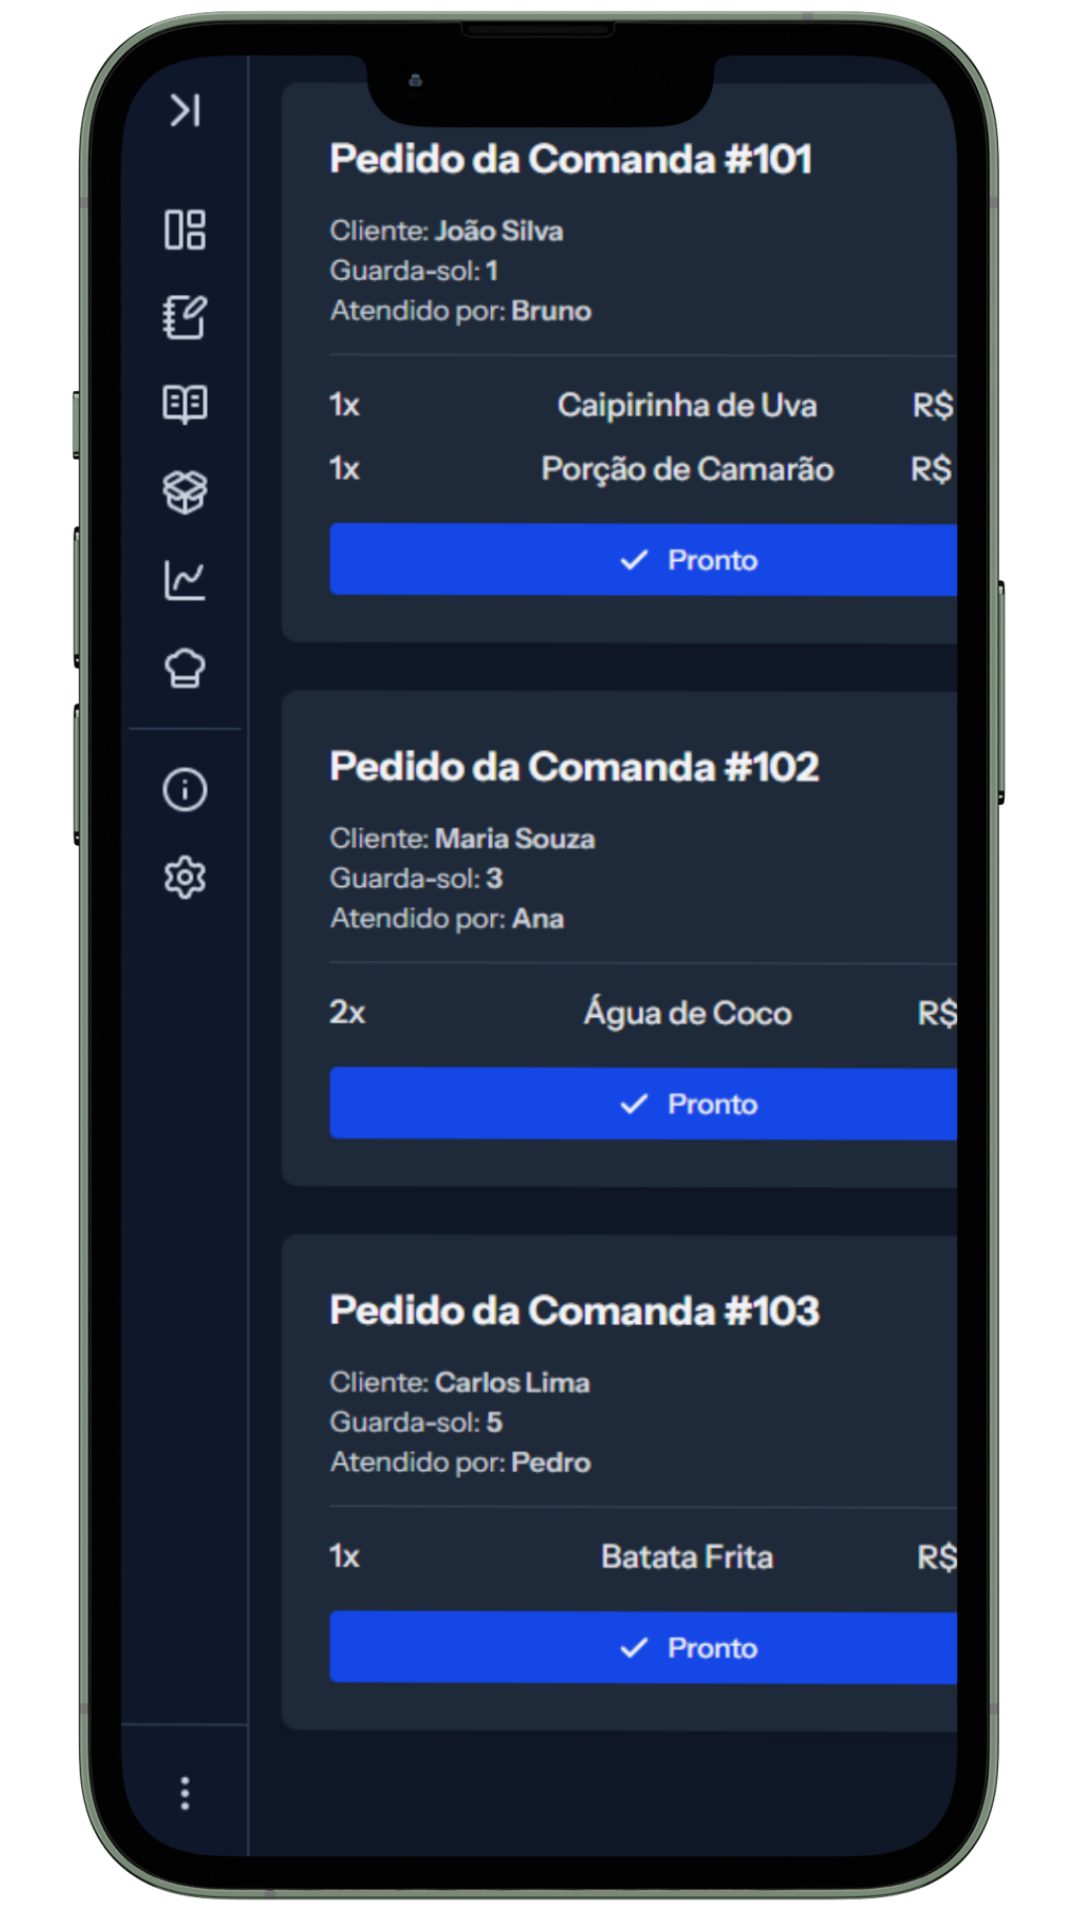 Pedido da Comanda #101
Cliente: João Silva
Guarda-sol: 1
Atendido por: Bruno
1x Caipirinha de Uva R$
1x Porção de Camarão R$
Pronto
Pedido da Comanda #102
Cliente: Maria Souza
Guarda-sol: 3
Atendido por: Ana
2x Água de Coco R$
Pronto
Pedido da Comanda #103
Cliente: Carlos Lima
Guarda-sol: 5
Atendido por: Pedro
1x Batata Frita R$
Pronto